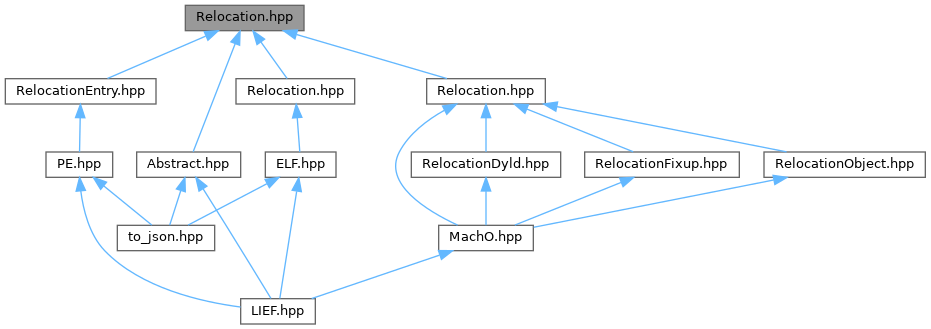 Relocation.hpp
RelocationEntry.hpp
Relocation.hpp
Relocation.hpp
PE.hpp
Abstract.hpp
ELF.hpp
RelocationDyld.hpp
RelocationFixup.hpp
RelocationObject.hpp
to_json.hpp
MachO.hpp
LIEF.hpp